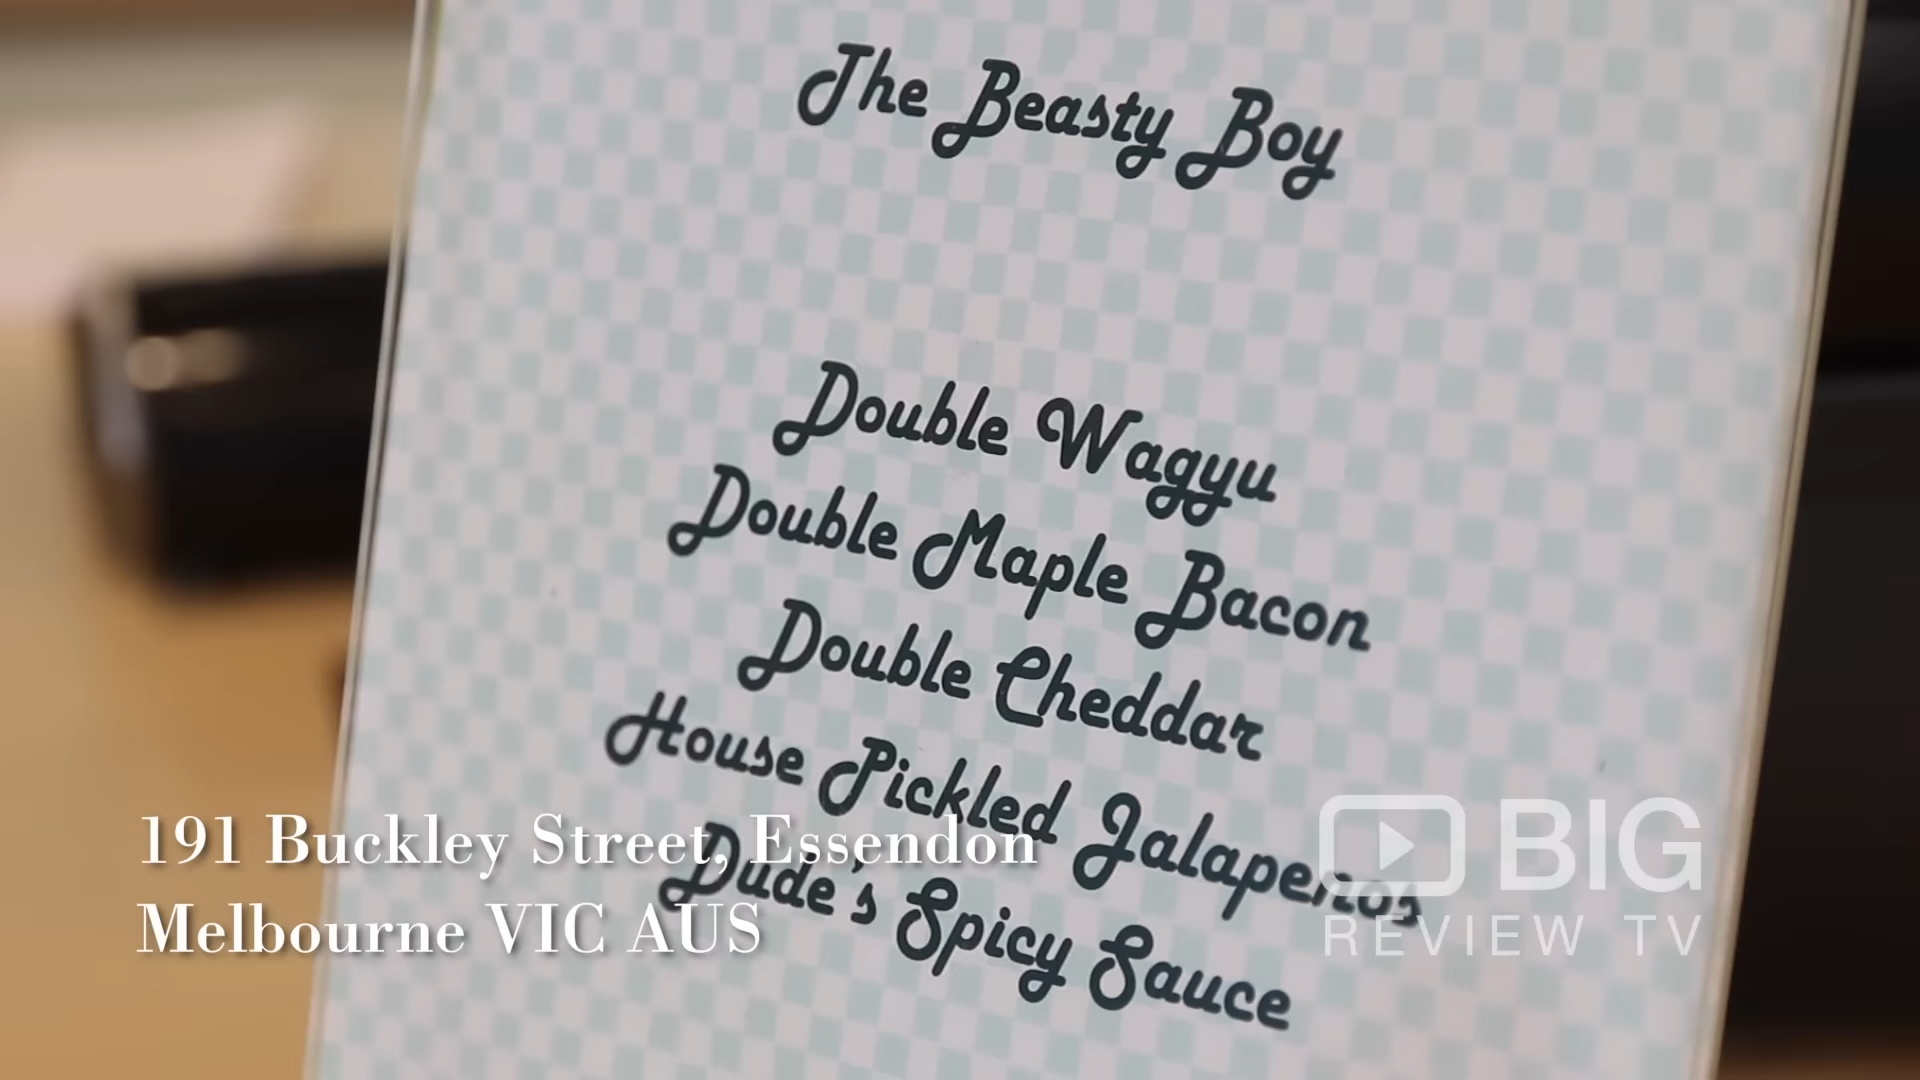 The Beasty Boy
Double Wagyu
Double Maple Bacon
Double Cheddar
House Pickled Jalapenos
Dude's Spicy Sauce
191 Buckley Street, Essendon
Melbourne VIC AUS
BIG
REVIEW TV